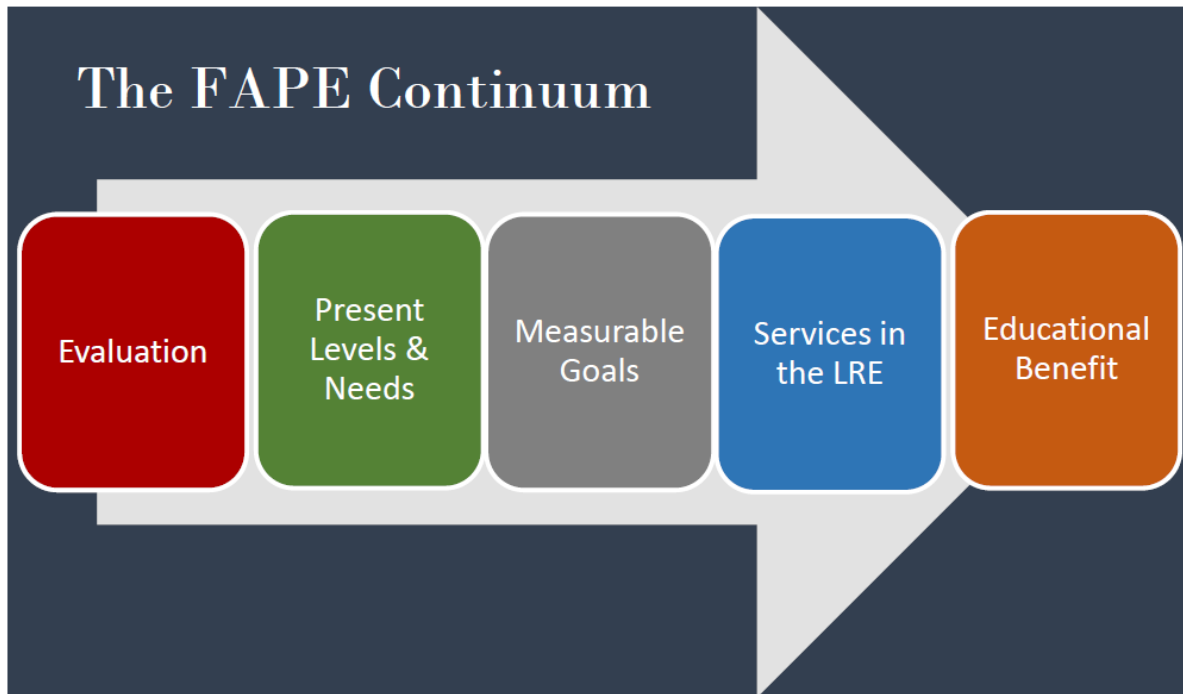 The FAPE Continuum
Evaluation
Present
Levels &
Needs
Measurable
Goals
Services in
the LRE
Educational
Benefit